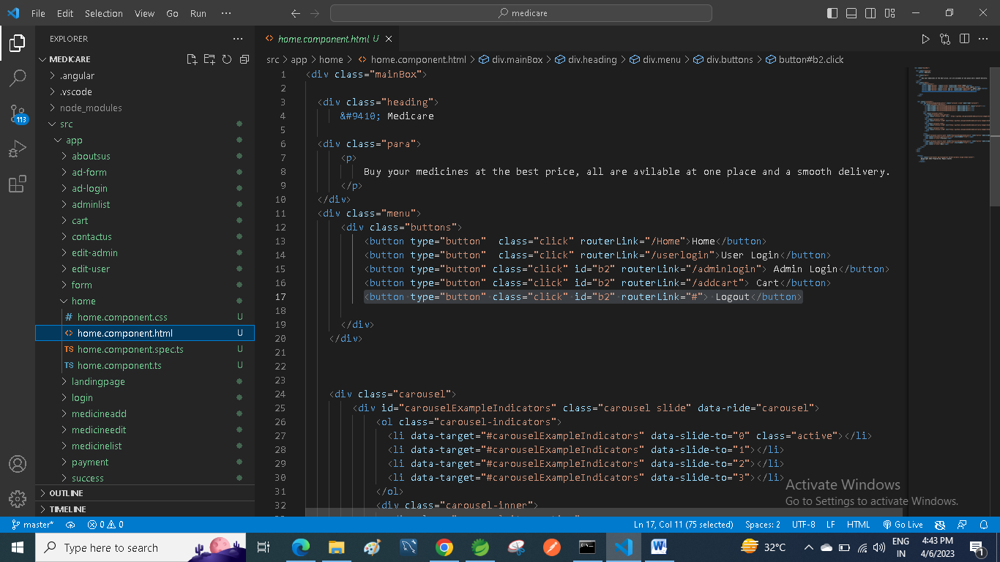 File Edit Selection View Go Run ··· medicare
EXPLORER ···
MEDICARE
.angular
.vscode
node_modules
src
app
aboutsus
ad-form
ad-login
adminlist
cart
contactus
edit-admin
edit-user
form
home
# home.component.css U
<> home.component.html U
TS home.component.spec.ts U
TS home.component.ts U
landingpage
login
medicineadd
medicineedit
medicinelist
payment
success
OUTLINE
TIMELINE
113
<> home.component.html U
src > app > home > <> home.component.html > div.mainBox > div.heading > div.menu > div.buttons > button#b2.click
1 <div class="mainBox">
2
3 <div class="heading">
4 &#9410; Medicare
5
6 <div class="para">
7 <p>
8 Buy your medicines at the best price, all are avilable at one place and a smooth delivery.
9 </p>
10 </div>
11 <div class="menu">
12 <div class="buttons">
13 <button type="button"  class="click" routerLink="/Home">Home</button>
14 <button type="button"  class="click" routerLink="/userlogin">User Login</button>
15 <button type="button" class="click" id="b2" routerLink="/adminlogin"> Admin Login</button>
16 <button type="button" class="click" id="b2" routerLink="/addcart"> Cart</button>
17 <button type="button" class="click" id="b2" routerLink="#"> Logout</button>
18
19 </div>
20 </div>
21
22
23
24 <div class="carousel">
25 <div id="carouselExampleIndicators" class="carousel slide" data-ride="carousel">
26 <ol class="carousel-indicators">
27 <li data-target="#carouselExampleIndicators" data-slide-to="0" class="active"></li>
28 <li data-target="#carouselExampleIndicators" data-slide-to="1"></li>
29 <li data-target="#carouselExampleIndicators" data-slide-to="2"></li>
30 <li data-target="#carouselExampleIndicators" data-slide-to="3"></li>
31 </ol>
32 <div class="carousel-inner">
Activate Windows
Go to Settings to activate Windows.
master* 0 0 Ln 17, Col 11 (75 selected) Spaces: 2 UTF-8 LF HTML Go Live
Type here to search 32°C ENG IN 4:43 PM 4/6/2023 1